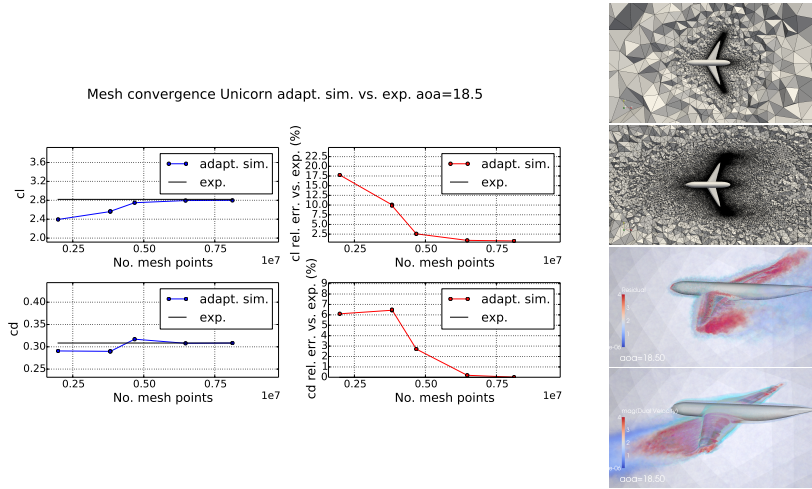 Mesh convergence Unicorn adapt. sim. vs. exp. aoa=18.5
cl
3.6
3.2
2.8
2.4
2.0
adapt. sim.
exp.
0.25
0.50
0.75
No. mesh points
1e7
cl rel. err. vs. exp. (%)
22.5
20.0
17.5
15.0
12.5
10.0
7.5
5.0
2.5
adapt. sim.
exp.
0.25
0.50
0.75
No. mesh points
1e7
cd
0.40
0.35
0.30
0.25
adapt. sim.
exp.
0.25
0.50
0.75
No. mesh points
1e7
cd rel. err. vs. exp. (%)
9
8
7
6
5
4
3
2
1
0
adapt. sim.
exp.
0.25
0.50
0.75
No. mesh points
1e7
Residual
aoa=18.50
mag(DualVelocity)
aoa=18.50